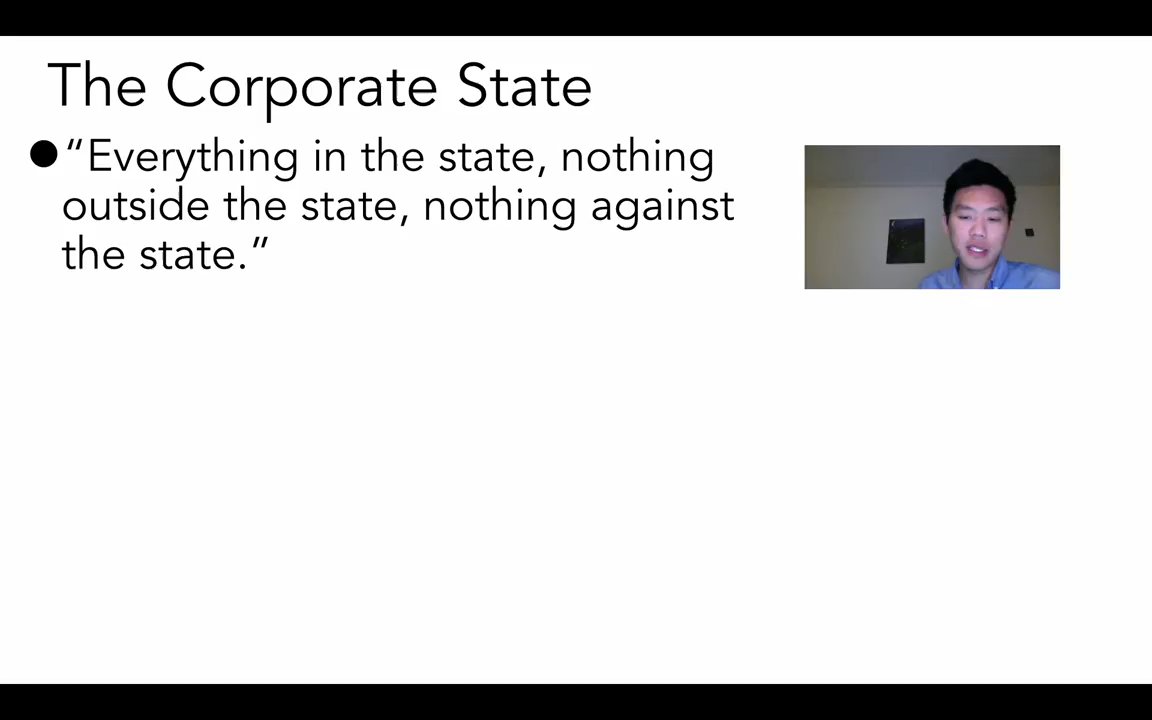 The Corporate State
●“Everything in the state, nothing
outside the state, nothing against
the state.”